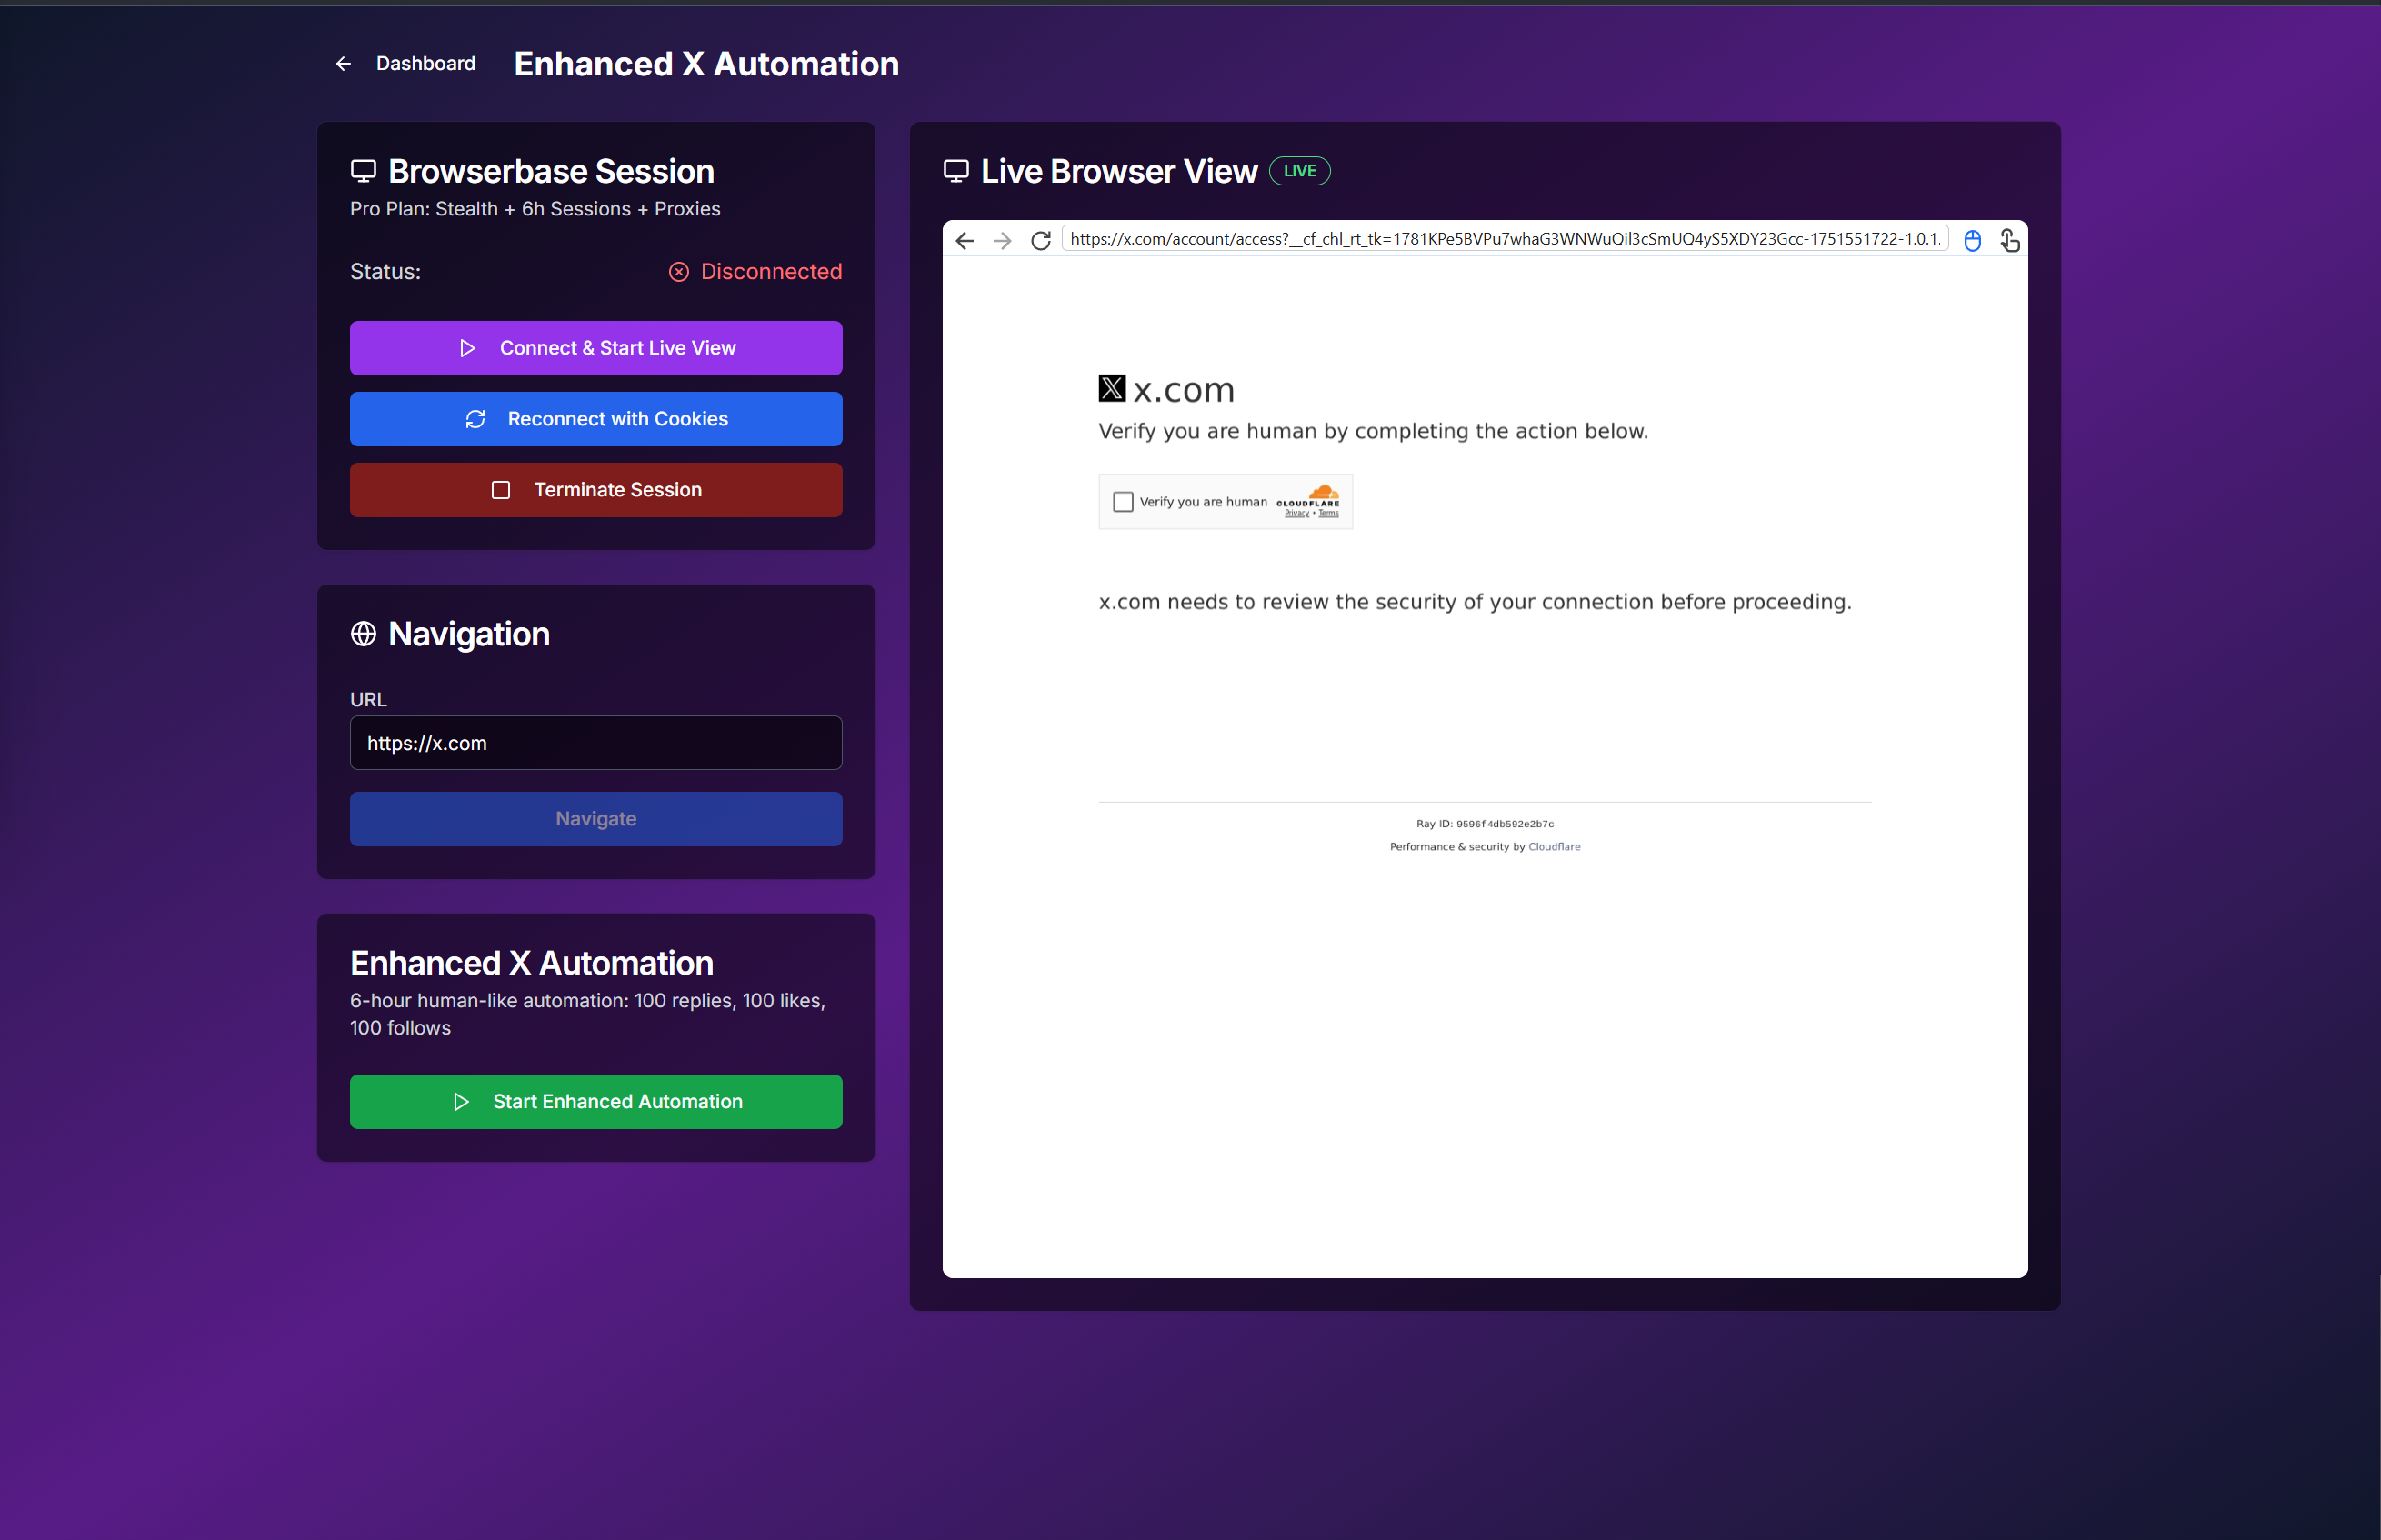 Dashboard
Enhanced X Automation
Browserbase Session
Pro Plan: Stealth + 6h Sessions + Proxies
Status:
Disconnected
Connect & Start Live View
Reconnect with Cookies
Terminate Session
Navigation
URL
https://x.com
Navigate
Enhanced X Automation
6-hour human-like automation: 100 replies, 100 likes,
100 follows
Start Enhanced Automation
Live Browser View
LIVE
https://x.com/account/access?__cf_chl_rt_tk=1781KPe5BVPu7whaG3WNWuQil3cSmUQ4yS5XDY23Gcc-1751551722-1.0.1.
x.com
Verify you are human by completing the action below.
Verify you are human
CLOUDFLARE
Privacy • Terms
x.com needs to review the security of your connection before proceeding.
Ray ID: 9596f4db592e2b7c
Performance & security by Cloudflare